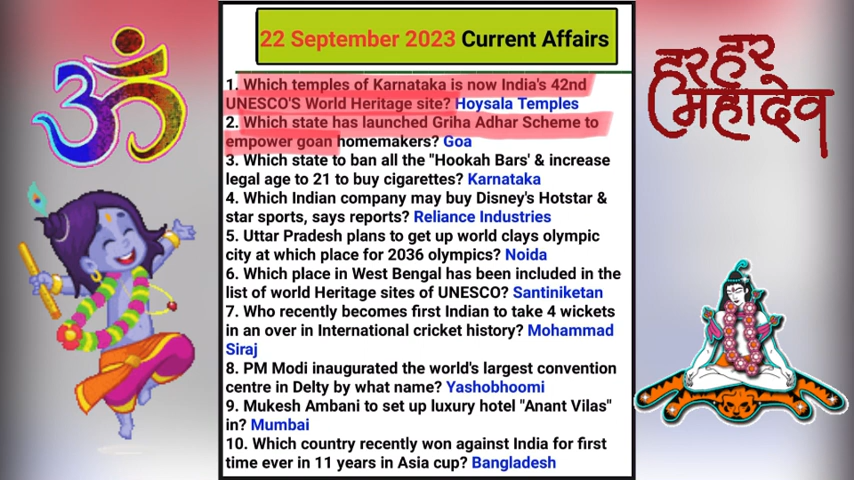 22 September 2023 Current Affairs
1. Which temples of Karnataka is now India's 42nd
UNESCO'S World Heritage site? Hoysala Temples
2. Which state has launched Griha Adhar Scheme to
empower goan homemakers? Goa
3. Which state to ban all the "Hookah Bars' & increase
legal age to 21 to buy cigarettes? Karnataka
4. Which Indian company may buy Disney's Hotstar &
star sports, says reports? Reliance Industries
5. Uttar Pradesh plans to get up world clays olympic
city at which place for 2036 olympics? Noida
6. Which place in West Bengal has been included in the
list of world Heritage sites of UNESCO? Santiniketan
7. Who recently becomes first Indian to take 4 wickets
in an over in International cricket history? Mohammad
Siraj
8. PM Modi inaugurated the world's largest convention
centre in Delty by what name? Yashobhoomi
9. Mukesh Ambani to set up luxury hotel "Anant Vilas"
in? Mumbai
10. Which country recently won against India for first
time ever in 11 years in Asia cup? Bangladesh
ॐ
हर हर
महादेव